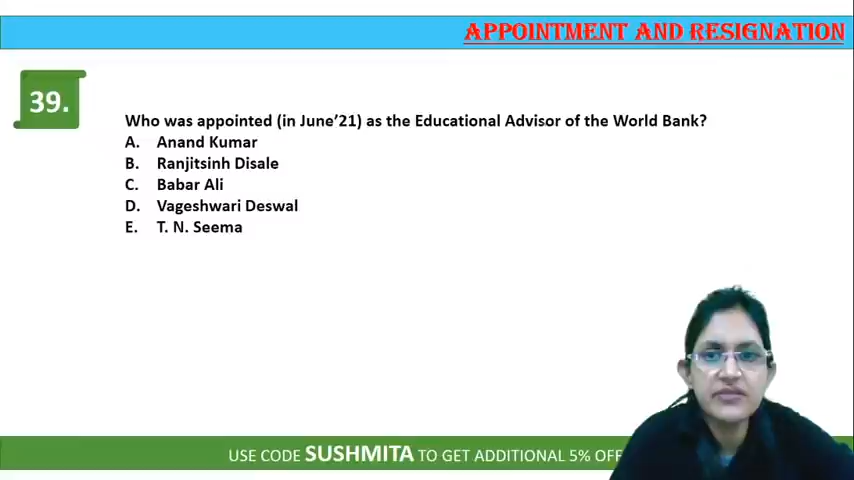 APPOINTMENT AND RESIGNATION
39.
Who was appointed (in June’21) as the Educational Advisor of the World Bank?
A. Anand Kumar
B. Ranjitsinh Disale
C. Babar Ali
D. Vageshwari Deswal
E. T. N. Seema
USE CODE SUSHMITA TO GET ADDITIONAL 5% OFF